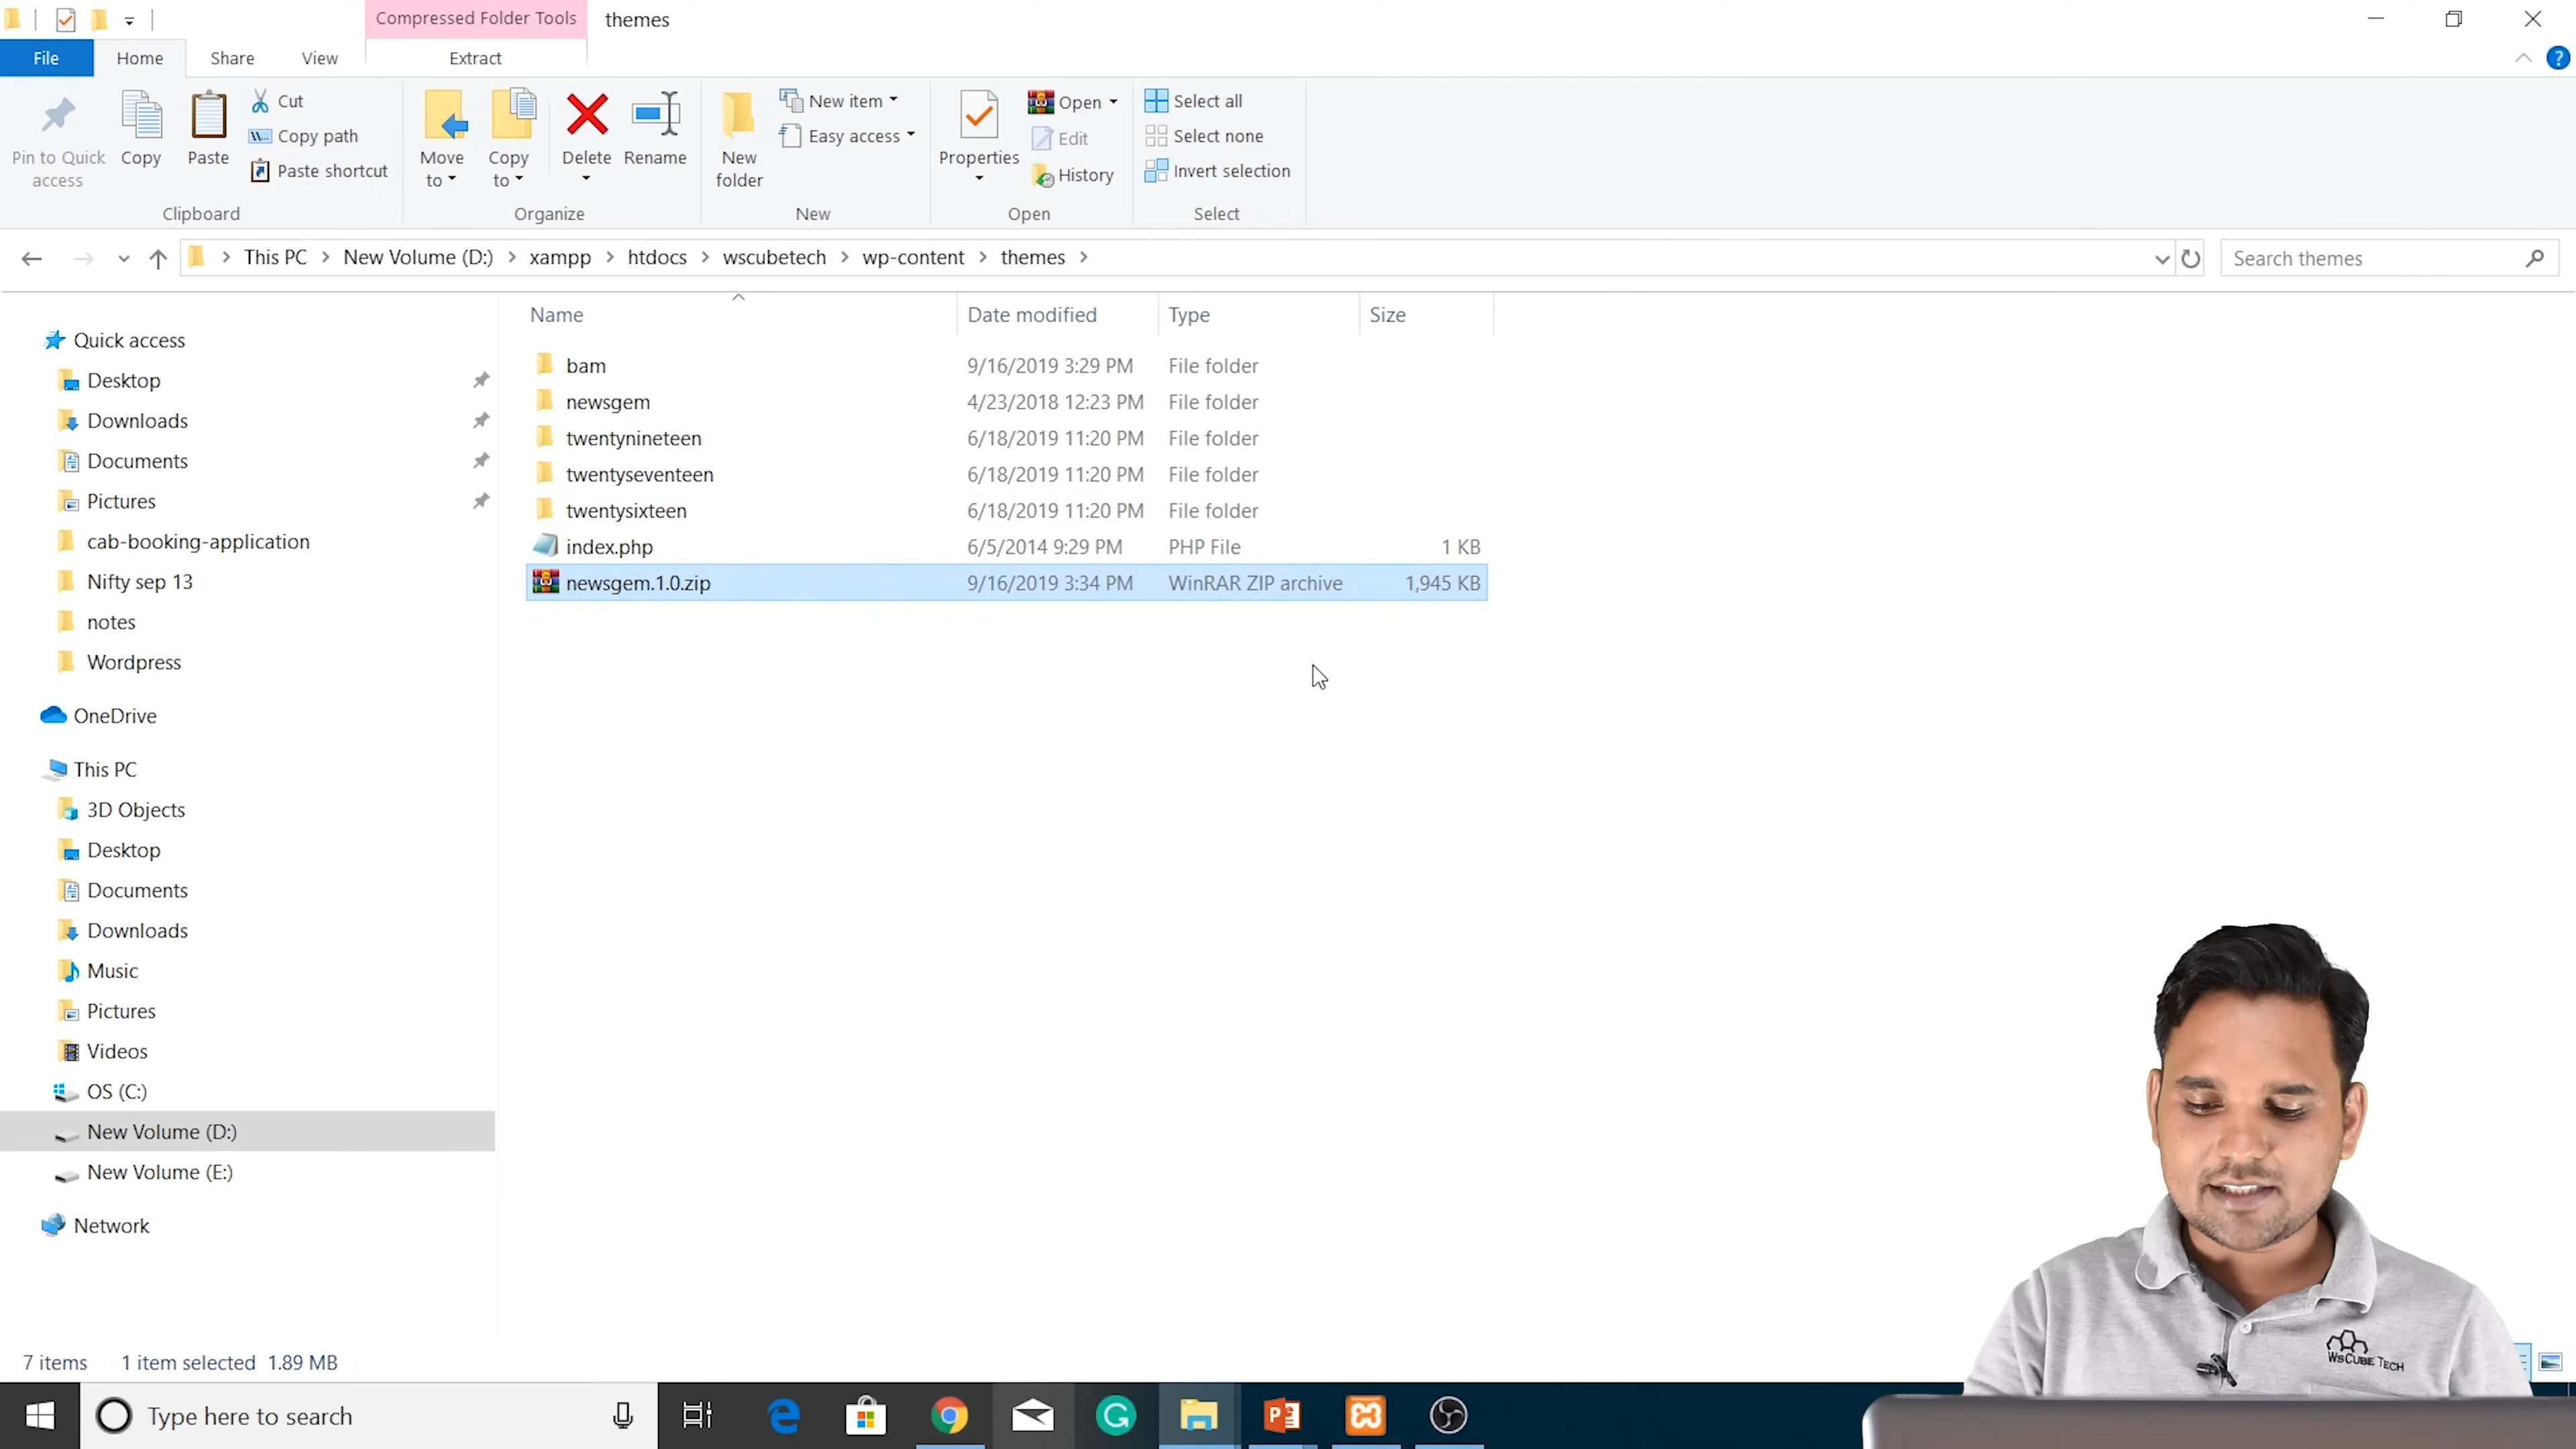 Compressed Folder Tools themes
File Home Share View Extract
Pin to Quick access
Copy
Paste
Cut
Copy path
Paste shortcut
Clipboard
Move to
Copy to
Delete
Rename
Organize
New folder
New item
Easy access
New
Properties
Open
Edit
History
Open
Select all
Select none
Invert selection
Select
This PC New Volume (D:) xampp htdocs wscubetech wp-content themes
Search themes
Quick access
Desktop
Downloads
Documents
Pictures
cab-booking-application
Nifty sep 13
notes
Wordpress
OneDrive
This PC
3D Objects
Desktop
Documents
Downloads
Music
Pictures
Videos
OS (C:)
New Volume (D:)
New Volume (E:)
Network
Name Date modified Type Size
bam 9/16/2019 3:29 PM File folder
newsgem 4/23/2018 12:23 PM File folder
twentynineteen 6/18/2019 11:20 PM File folder
twentyseventeen 6/18/2019 11:20 PM File folder
twentysixteen 6/18/2019 11:20 PM File folder
index.php 6/5/2014 9:29 PM PHP File 1 KB
newsgem.1.0.zip 9/16/2019 3:34 PM WinRAR ZIP archive 1,945 KB
WSCUBE TECH
7 items 1 item selected 1.89 MB
Type here to search